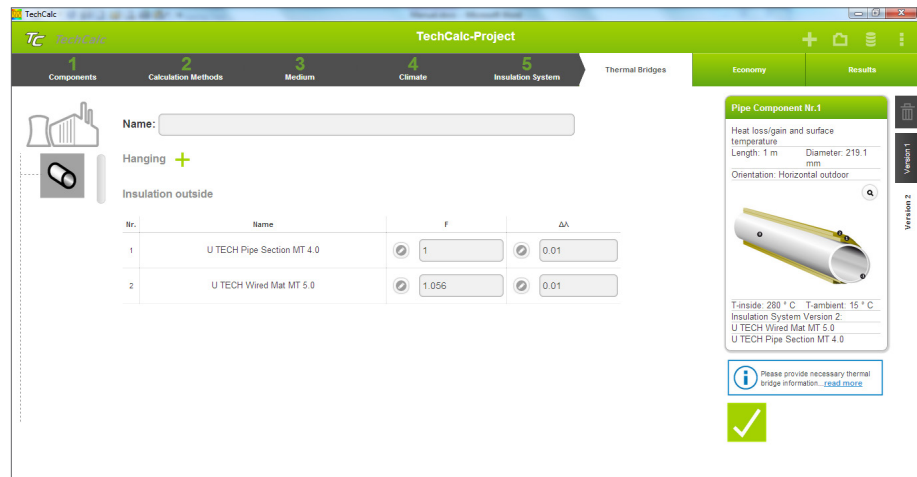 TechCalc
TC TechCalc
TechCalc-Project
1
Components
2
Calculation Methods
3
Medium
4
Climate
5
Insulation System
Thermal Bridges
Economy
Results
Name:
Hanging
Insulation outside
Nr. Name F Δλ
1 U TECH Pipe Section MT 4.0 1 0.01
2 U TECH Wired Mat MT 5.0 1.056 0.01
Pipe Component Nr.1
Heat loss/gain and surface
temperature
Length: 1 m Diameter: 219.1
mm
Orientation: Horizontal outdoor
T-inside: 280 ° C T-ambient: 15 ° C
Insulation System Version 2:
U TECH Wired Mat MT 5.0
U TECH Pipe Section MT 4.0
Please provide necessary thermal
bridge information...read more
Version 1
Version 2